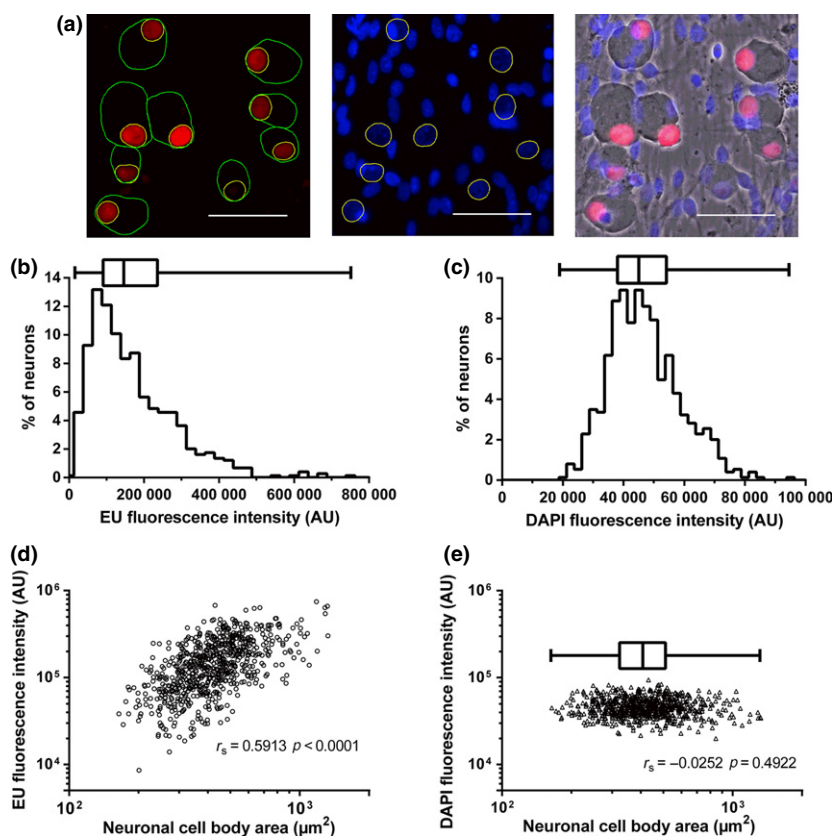 (a)
(b)
(c)
% of neurons
14
12
10
8
6
4
2
0
0
200 000
400 000
600 000
800 000
EU fluorescence intensity (AU)
% of neurons
10
8
6
4
2
0
0
20 000
40 000
60 000
80 000
100 000
DAPI fluorescence intensity (AU)
(d)
(e)
EU fluorescence intensity (AU)
10⁶
10⁵
10⁴
rₛ = 0.5913 p < 0.0001
10²
10³
Neuronal cell body area (µm²)
DAPI fluorescence intensity (AU)
10⁶
10⁵
10⁴
rₛ = −0.0252 p = 0.4922
10²
10³
Neuronal cell body area (µm²)